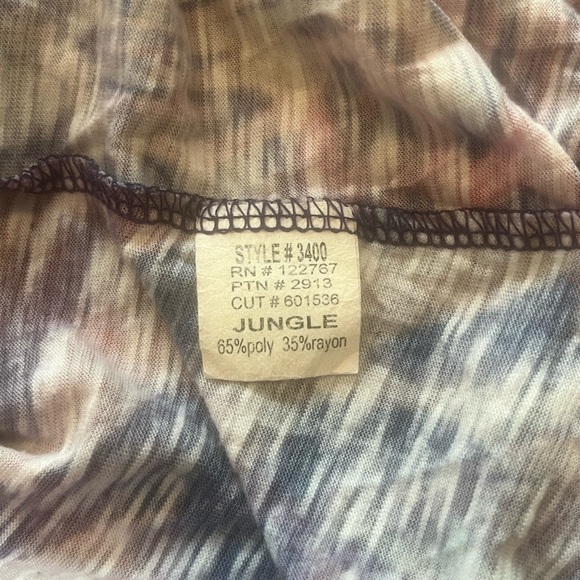 STYLE # 3400
RN # 122767
PTN # 2913
CUT # 601536
JUNGLE
65%poly 35%rayon